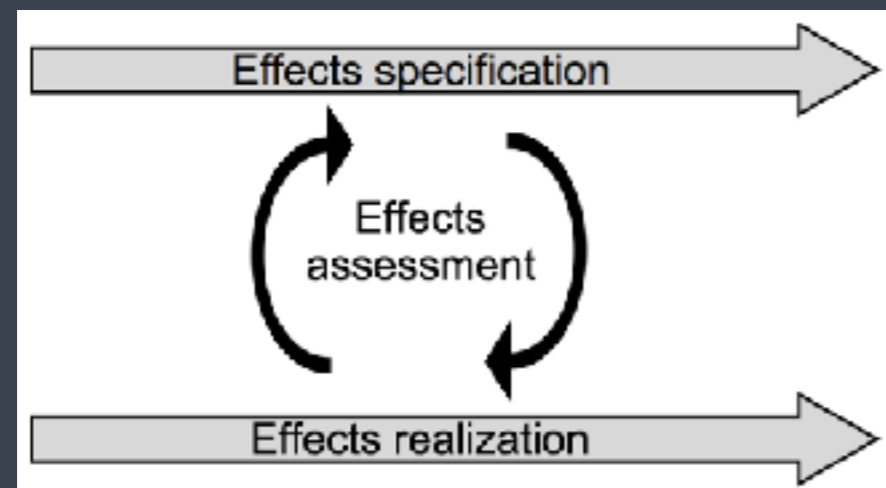 Effects specification
Effects
assessment
Effects realization